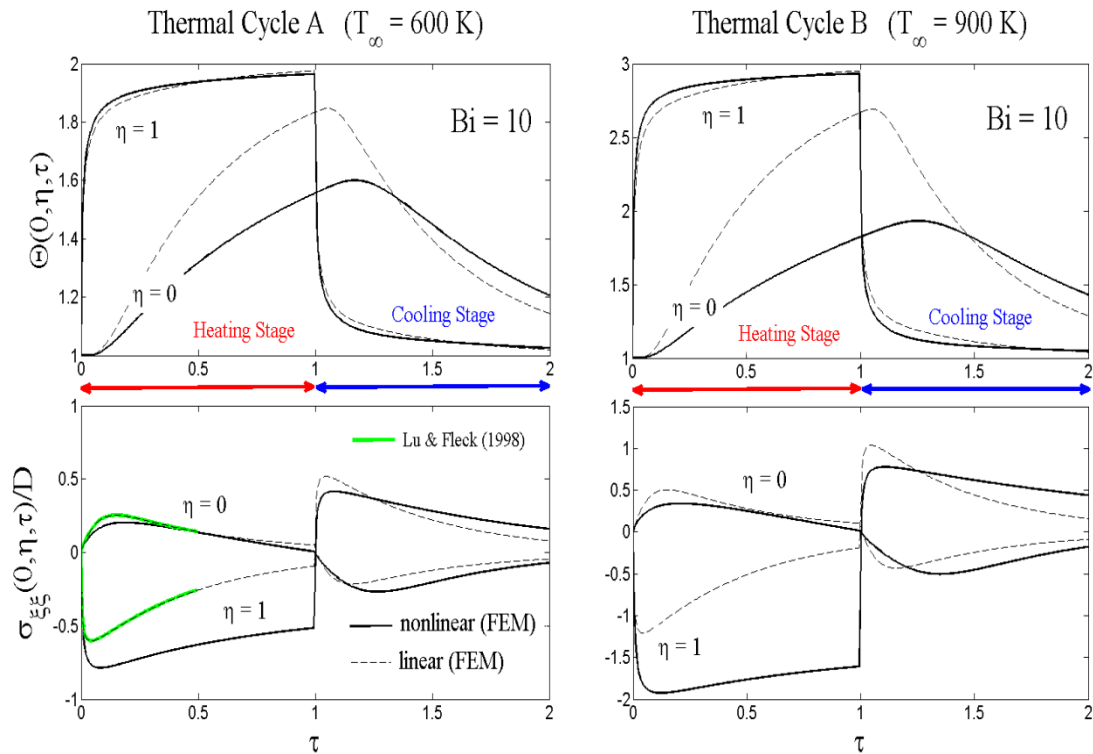 Thermal Cycle A (T∞ = 600 K)
Thermal Cycle B (T∞ = 900 K)
Θ(0,η,τ)
2
1.8
1.6
1.4
1.2
1
η = 1
Bi = 10
η = 0
Heating Stage
Cooling Stage
0
0.5
1
1.5
2
3
2.5
2
1.5
1
η = 1
Bi = 10
η = 0
Heating Stage
Cooling Stage
0
0.5
1
1.5
2
σξξ(0,η,τ)/D
1
0.5
0
-0.5
-1
Lu & Fleck (1998)
η = 0
η = 1
nonlinear (FEM)
linear (FEM)
0
0.5
1
1.5
2
τ
1.5
1
0.5
0
-0.5
-1
-1.5
-2
η = 0
η = 1
0
0.5
1
1.5
2
τ